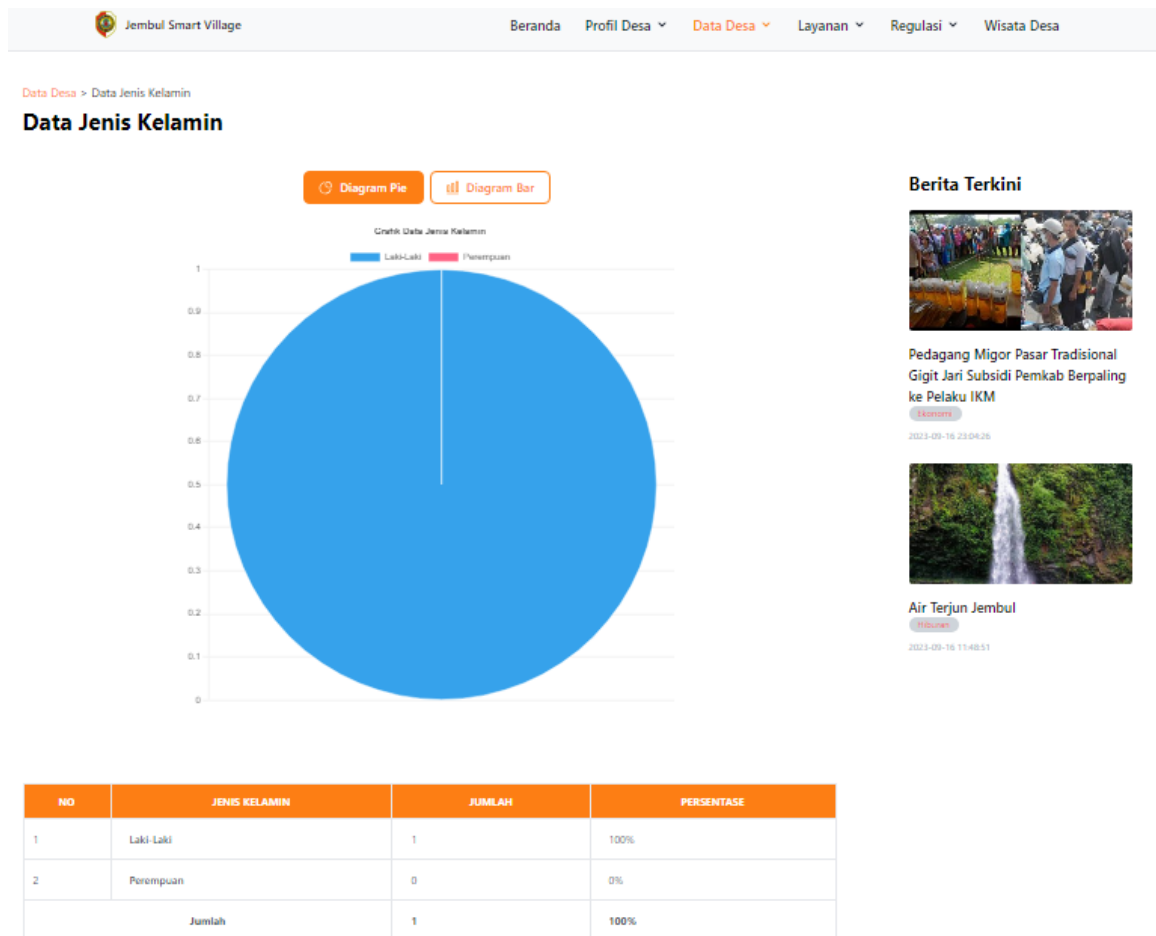 Jembul Smart Village
Beranda Profil Desa Data Desa Layanan Regulasi Wisata Desa
Data Desa > Data Jenis Kelamin
Data Jenis Kelamin
Diagram Pie Diagram Bar
Grafik Data Jenis Kelamin
Laki-Laki Perempuan
1
0.9
0.8
0.7
0.6
0.5
0.4
0.3
0.2
0.1
0
Berita Terkini
Pedagang Migor Pasar Tradisional
Gigit Jari Subsidi Pemkab Berpaling
ke Pelaku IKM
Ekonomi
2023-09-16 23:04:26
Air Terjun Jembul
Hiburan
2023-09-16 11:48:51
NO JENIS KELAMIN JUMLAH PERSENTASE
1 Laki-Laki 1 100%
2 Perempuan 0 0%
Jumlah 1 100%